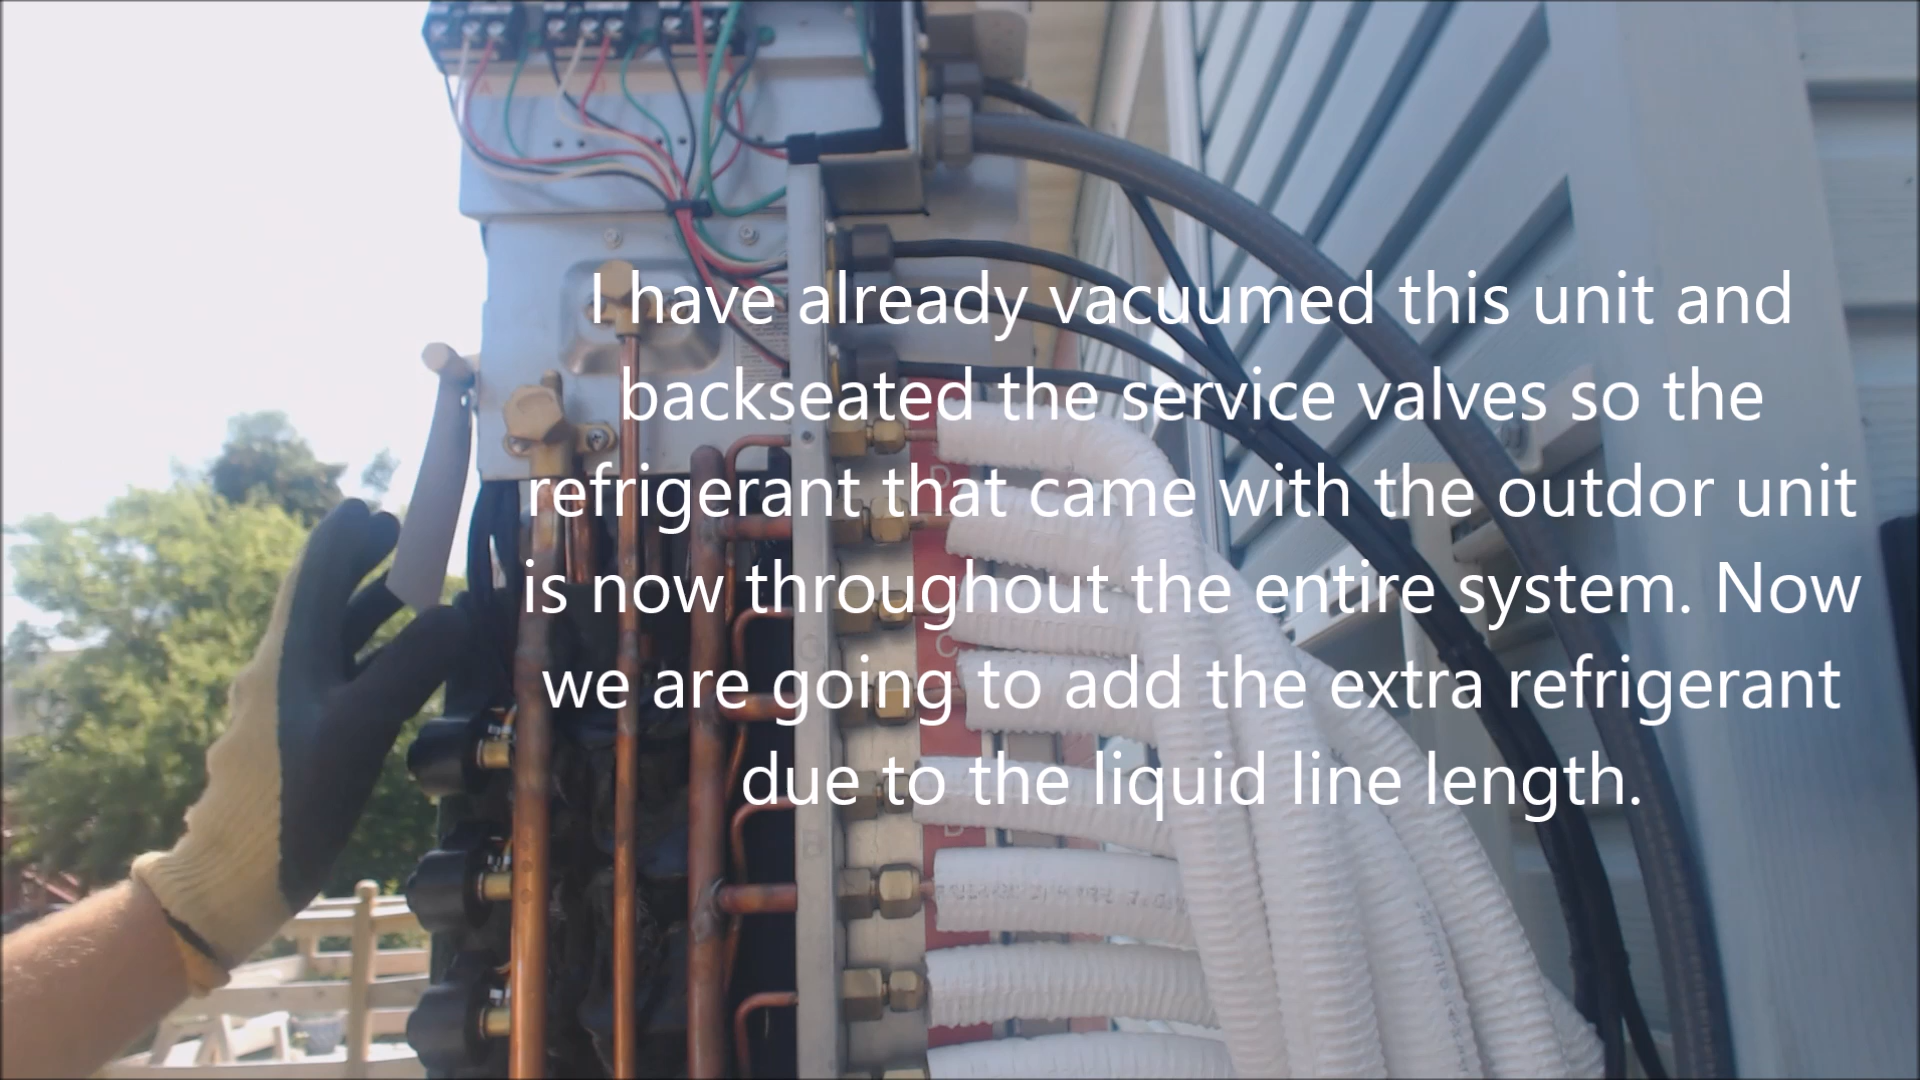 I have already vacuumed this unit and
backseated the service valves so the
refrigerant that came with the outdor unit
is now throughout the entire system. Now
we are going to add the extra refrigerant
due to the liquid line length.
A
D
C
C
B
B